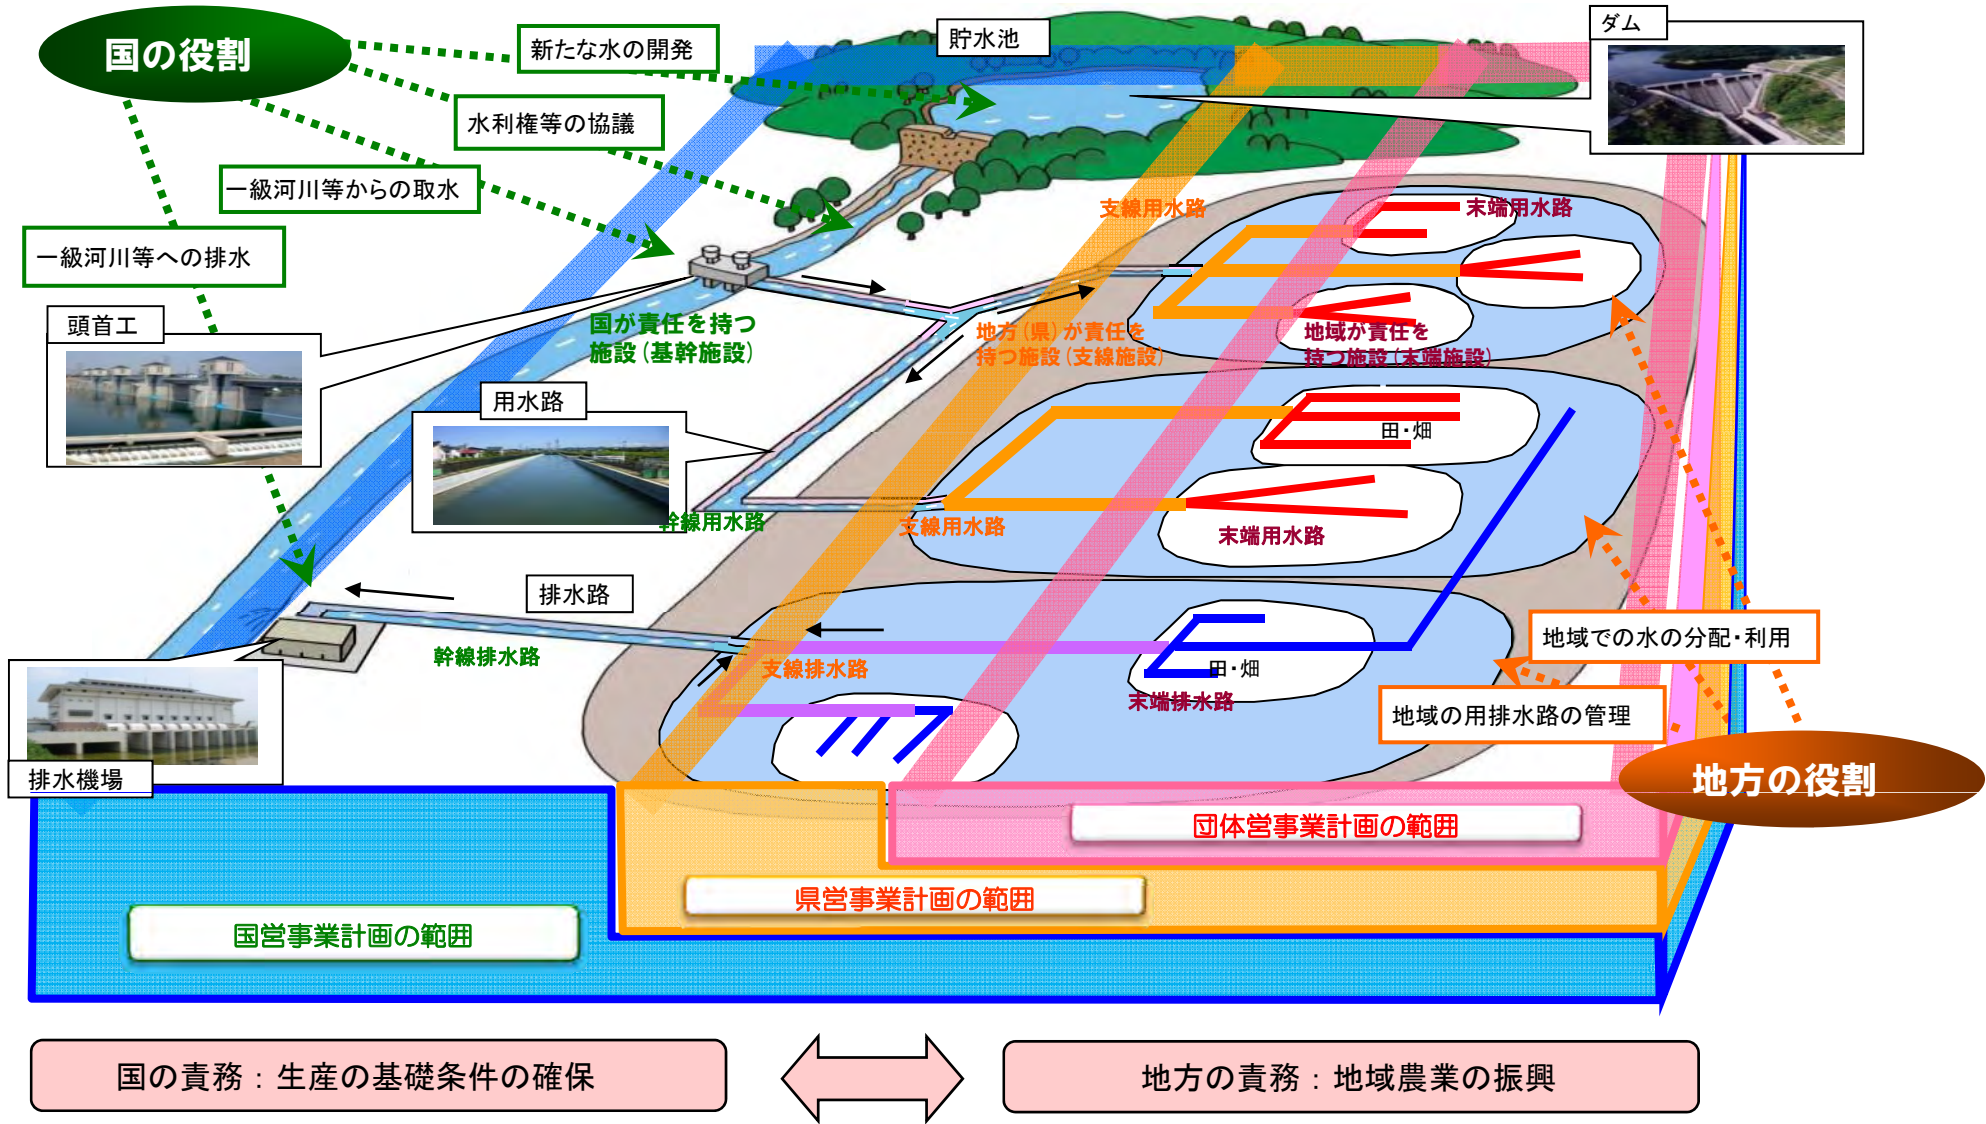 国の役割
新たな水の開発
貯水池
ダム
水利権等の協議
一級河川等からの取水
一級河川等への排水
頭首工
用水路
国が責任を持つ
施設(基幹施設)
地方(県)が責任を
持つ施設(支線施設)
地域が責任を
持つ施設(末端施設)
支線用水路
末端用水路
田・畑
幹線用水路
支線用水路
末端用水路
排水路
幹線排水路
支線排水路
田・畑
末端排水路
排水機場
地域での水の分配・利用
地域の用排水路の管理
地方の役割
団体営事業計画の範囲
県営事業計画の範囲
国営事業計画の範囲
国の責務:生産の基礎条件の確保
地方の責務:地域農業の振興